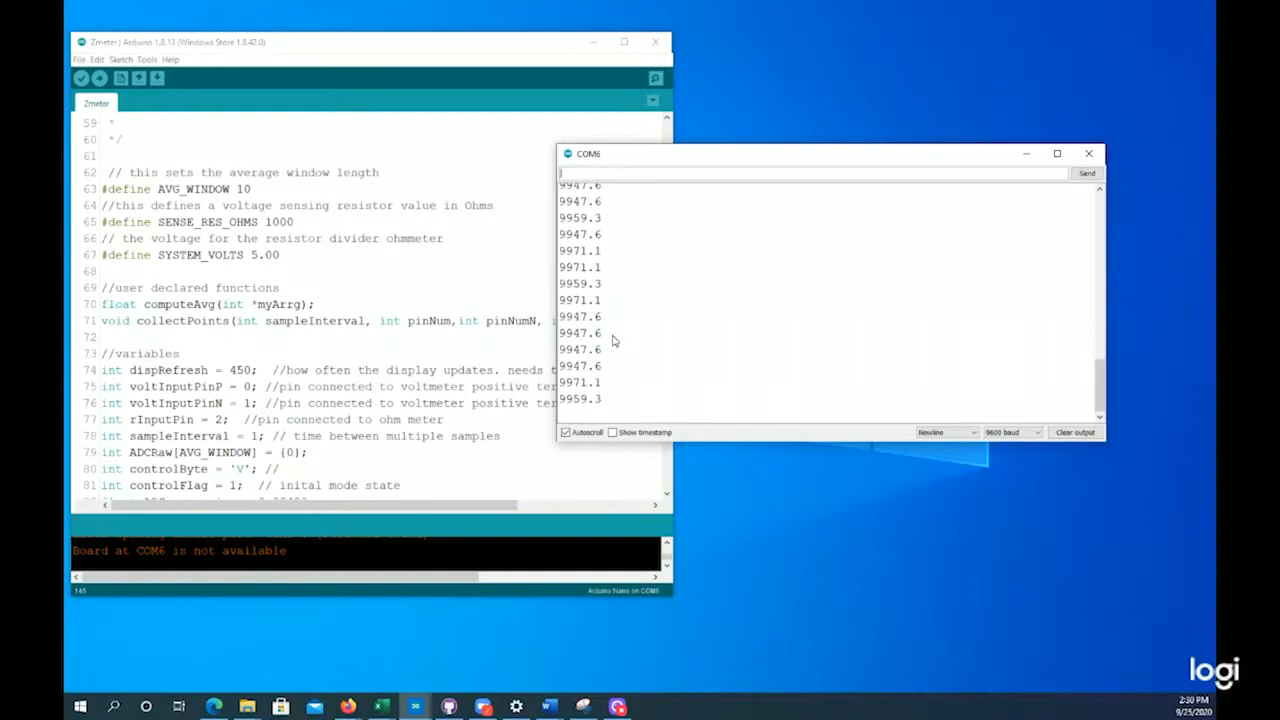 Zmeter | Arduino 1.8.13 (Windows Store 1.8.42.0)
File Edit Sketch Tools Help
Zmeter
59 *
60 */
61
62 // this sets the average window length
63 #define AVG_WINDOW 10
64 //this defines a voltage sensing resistor value in Ohms
65 #define SENSE_RES_OHMS 1000
66 // the voltage for the resistor divider ohmmeter
67 #define SYSTEM_VOLTS 5.00
68
69 //user declared functions
70 float computeAvg(int *myArrg);
71 void collectPoints(int sampleInterval, int pinNum,int pinNumN, i
72
73 //variables
74 int dispRefresh = 450; //how often the display updates. needs t
75 int voltInputPinP = 0; //pin connected to voltmeter positive ter
76 int voltInputPinN = 1; //pin connected to voltmeter positive ter
77 int rInputPin = 2; //pin connected to ohm meter
78 int sampleInterval = 1; // time between multiple samples
79 int ADCRaw[AVG_WINDOW] = {0};
80 int controlByte = 'V'; //
81 int controlFlag = 1; // inital mode state
Board at COM6 is not available
145
Arduino Nano on COM6
COM6
Send
9947.6
9947.6
9959.3
9947.6
9971.1
9971.1
9959.3
9971.1
9947.6
9947.6
9947.6
9947.6
9971.1
9959.3
Autoscroll Show timestamp
Newline
9600 baud
Clear output
logi
2:30 PM
9/25/2020